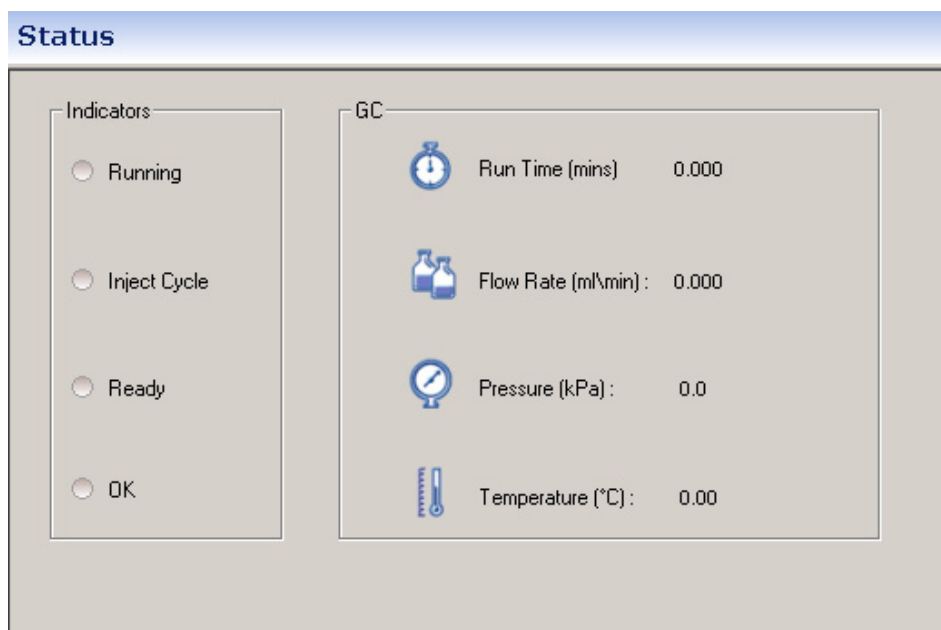 Status
Indicators
Running
Inject Cycle
Ready
OK
GC
Run Time (mins) 0.000
Flow Rate (ml\min) : 0.000
Pressure (kPa) : 0.0
Temperature (°C) : 0.00